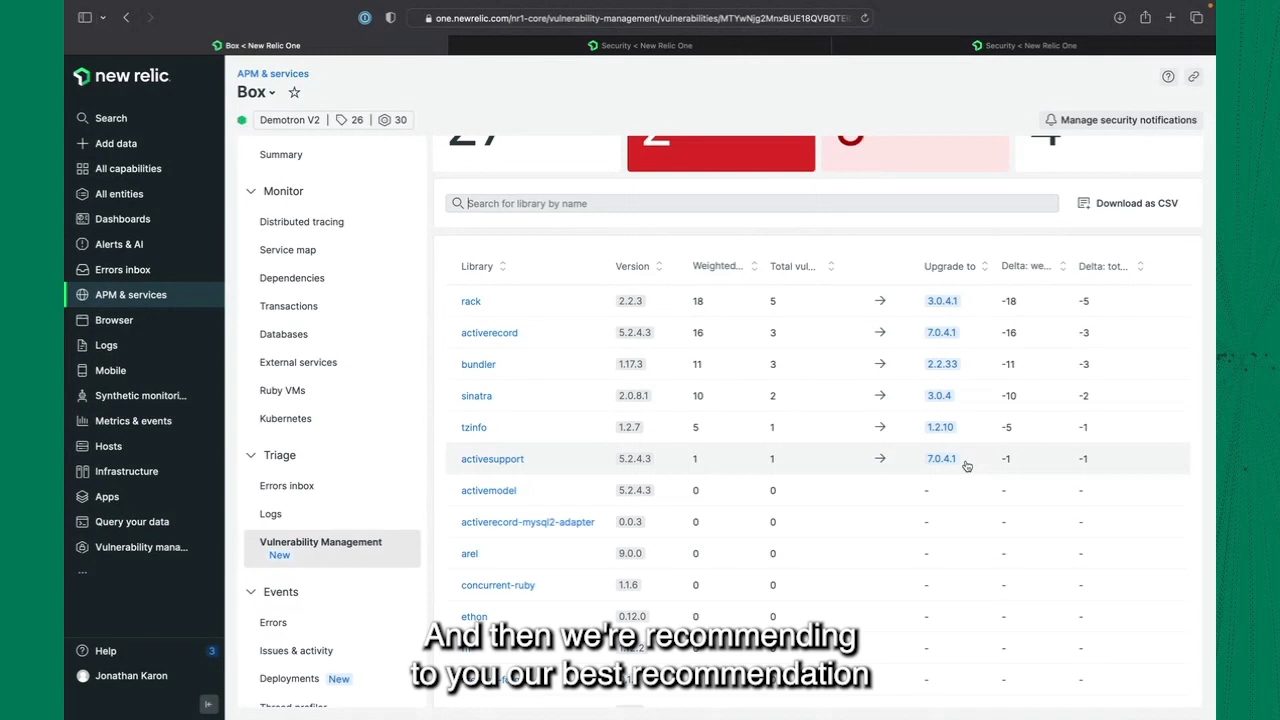 one.newrelic.com/nr1-core/vulnerability-management/vulnerabilities/MTYwNjg2MnxBUE18QVBQTE
Box < New Relic One
Security < New Relic One
Security < New Relic One
new relic.
Search
Add data
All capabilities
All entities
Dashboards
Alerts & AI
Errors inbox
APM & services
Browser
Logs
Mobile
Synthetic monitori...
Metrics & events
Hosts
Infrastructure
Apps
Query your data
Vulnerability mana...
...
Help 3
Jonathan Karon
APM & services
Box
Demotron V2 | 26 | 30
Manage security notifications
Summary
Monitor
Distributed tracing
Service map
Dependencies
Transactions
Databases
External services
Ruby VMs
Kubernetes
Triage
Errors inbox
Logs
Vulnerability Management
New
Events
Errors
Issues & activity
Deployments New
Thread profiler
27 2
Search for library by name
Download as CSV
Library Version Weighted... Total vul... Upgrade to Delta: we... Delta: tot...
rack 2.2.3 18 5 → 3.0.4.1 -18 -5
activerecord 5.2.4.3 16 3 → 7.0.4.1 -16 -3
bundler 1.17.3 11 3 → 2.2.33 -11 -3
sinatra 2.0.8.1 10 2 → 3.0.4 -10 -2
tzinfo 1.2.7 5 1 → 1.2.10 -5 -1
activesupport 5.2.4.3 1 1 → 7.0.4.1 -1 -1
activemodel 5.2.4.3 0 0 - - -
activerecord-mysql2-adapter 0.0.3 0 0 - - -
arel 9.0.0 0 0 - - -
concurrent-ruby 1.1.6 0 0 - - -
ethon 0.12.0 0 0 - - -
And then we're recommending
to you our best recommendation